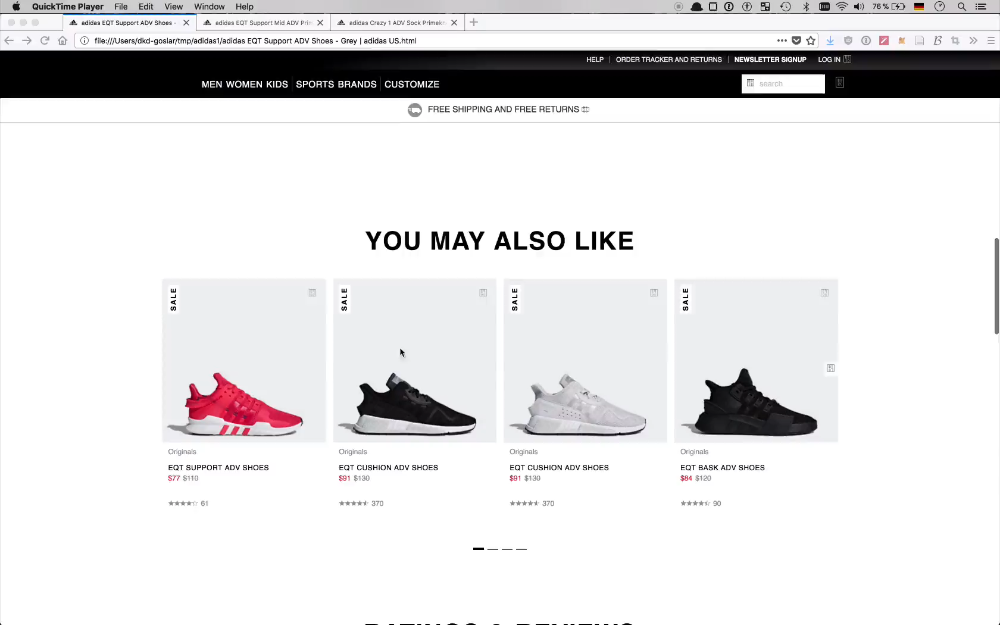 QuickTime Player File Edit View Window Help 76 %
adidas EQT Support ADV Shoes - adidas EQT Support Mid ADV Prim adidas Crazy 1 ADV Sock Primekn
file:///Users/dkd-goslar/tmp/adidas1/adidas EQT Support ADV Shoes - Grey | adidas US.html
HELP | ORDER TRACKER AND RETURNS | NEWSLETTER SIGNUP LOG IN
MEN WOMEN KIDS SPORTS BRANDS CUSTOMIZE search
FREE SHIPPING AND FREE RETURNS
YOU MAY ALSO LIKE
SALE SALE SALE SALE
Originals Originals Originals Originals
EQT SUPPORT ADV SHOES EQT CUSHION ADV SHOES EQT CUSHION ADV SHOES EQT BASK ADV SHOES
$77 $110 $91 $130 $91 $130 $84 $120
61 370 370 90
RATINGS & REVIEWS